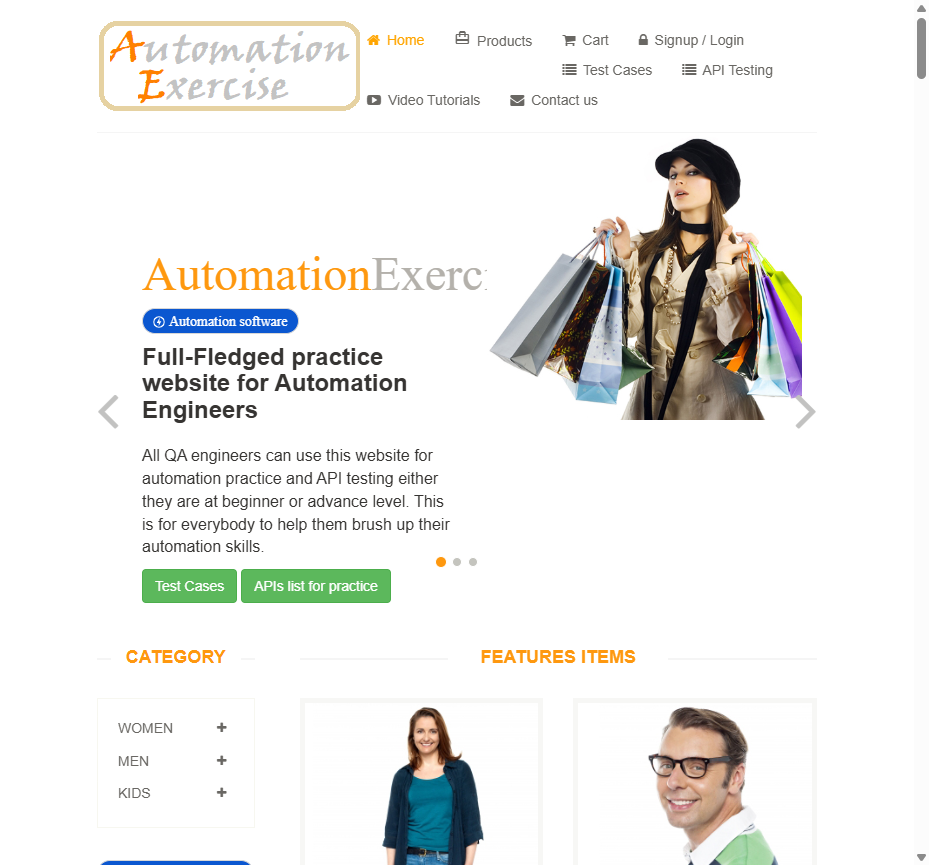 Automation
Exercise
Home
Products
Cart
Signup / Login
Test Cases
API Testing
Video Tutorials
Contact us
AutomationExerc
Automation software
Full-Fledged practice
website for Automation
Engineers
All QA engineers can use this website for
automation practice and API testing either
they are at beginner or advance level. This
is for everybody to help them brush up their
automation skills.
Test Cases
APIs list for practice
CATEGORY
FEATURES ITEMS
WOMEN
MEN
KIDS